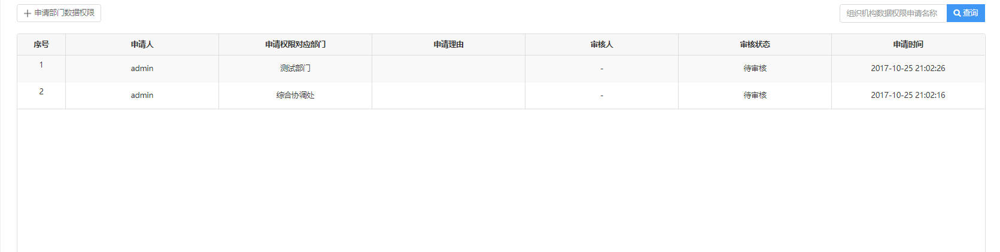 申请部门数据权限
组织机构数据权限申请名称 查询
序号 申请人 申请权限对应部门 申请理由 审核人 审核状态 申请时间
1 admin 测试部门 - 待审核 2017-10-25 21:02:26
2 admin 综合协调处 - 待审核 2017-10-25 21:02:16